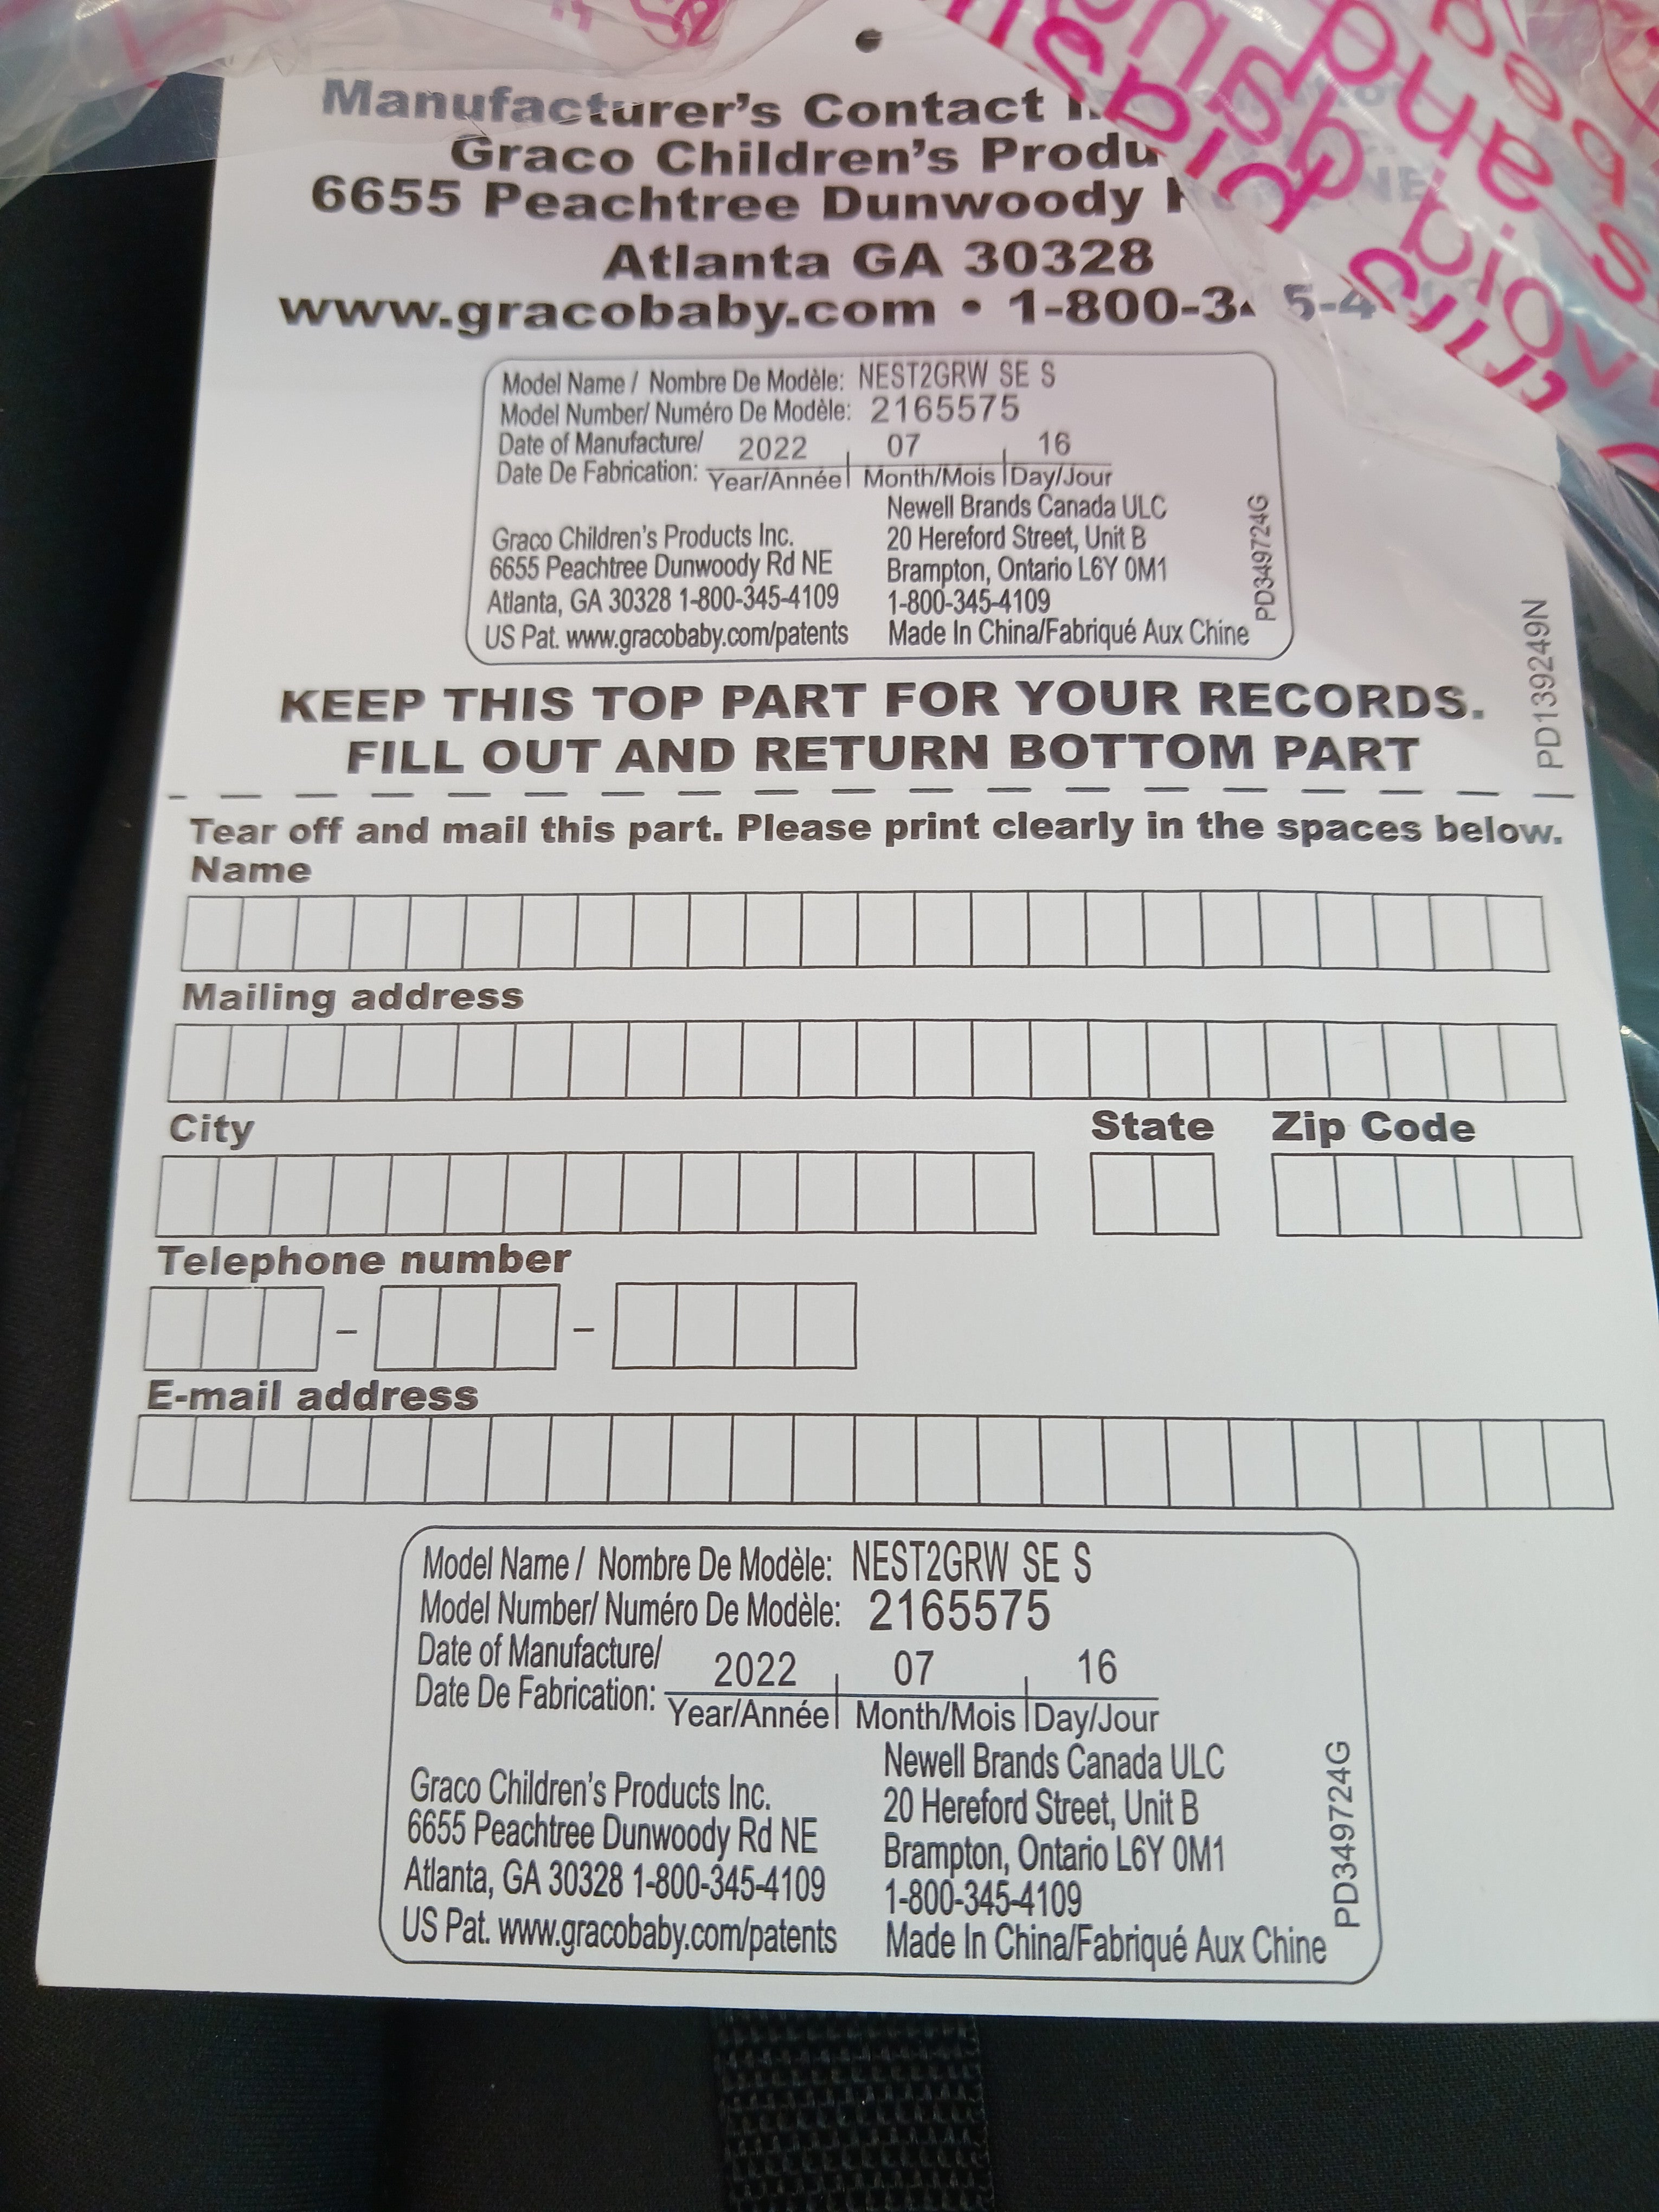 Manufacturer's Contact
Graco Children's
6655 Peachtree Dunwoody
Atlanta GA 30328
www.gracobaby.com •
Model Name / Nombre De Modèle: NEST2GRW SE S
Model Number/ Numéro De Modèle: 2165575
Date of Manufacture/ 2022 07 16
Date De Fabrication: Year/Année Month/Mois Day/Jour
Newell Brands Canada ULC
Graco Children's Products Inc. 20 Hereford Street, Unit B
6655 Peachtree Dunwoody Rd NE Brampton, Ontario L6Y 0M1
Atlanta, GA 30328 1-800-345-4109 1-800-345-4109
US Pat. www.gracobaby.com/patents Made In China/Fabriqué Aux Chine
PD349724G
KEEP THIS TOP PART FOR YOUR RECORDS.
FILL OUT AND RETURN BOTTOM PART
PD139249N
Tear off and mail this part. Please print clearly in the spaces below.
Name
Mailing address
City State Zip Code
Telephone number
E-mail address
Model Name / Nombre De Modèle: NEST2GRW SE S
Model Number/ Numéro De Modèle: 2165575
Date of Manufacture/ 2022 07 16
Date De Fabrication: Year/Année Month/Mois Day/Jour
Newell Brands Canada ULC
Graco Children's Products Inc. 20 Hereford Street, Unit B
6655 Peachtree Dunwoody Rd NE Brampton, Ontario L6Y 0M1
Atlanta, GA 30328 1-800-345-4109 1-800-345-4109
US Pat. www.gracobaby.com/patents Made In China/Fabriqué Aux Chine
PD349724G